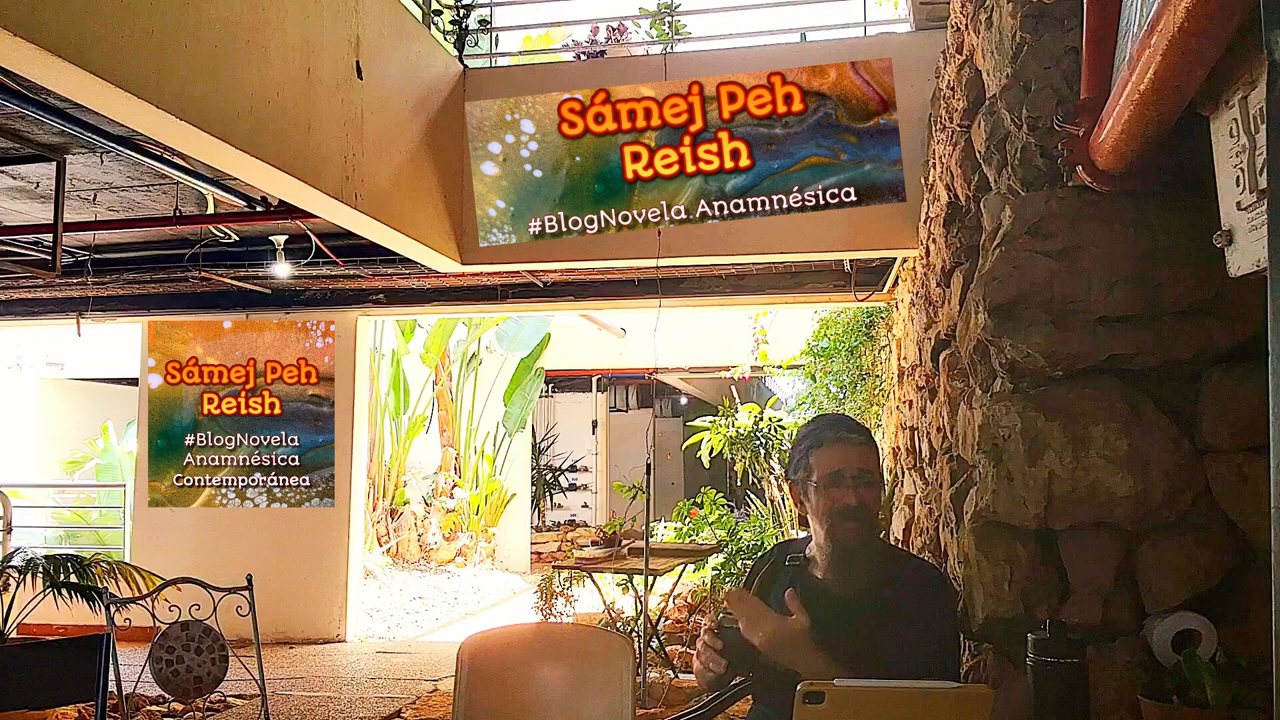 Sámej Peh
Reish
#BlogNovela Anamnésica
Sámej Peh
Reish
#BlogNovela
Anamnésica
Contemporánea